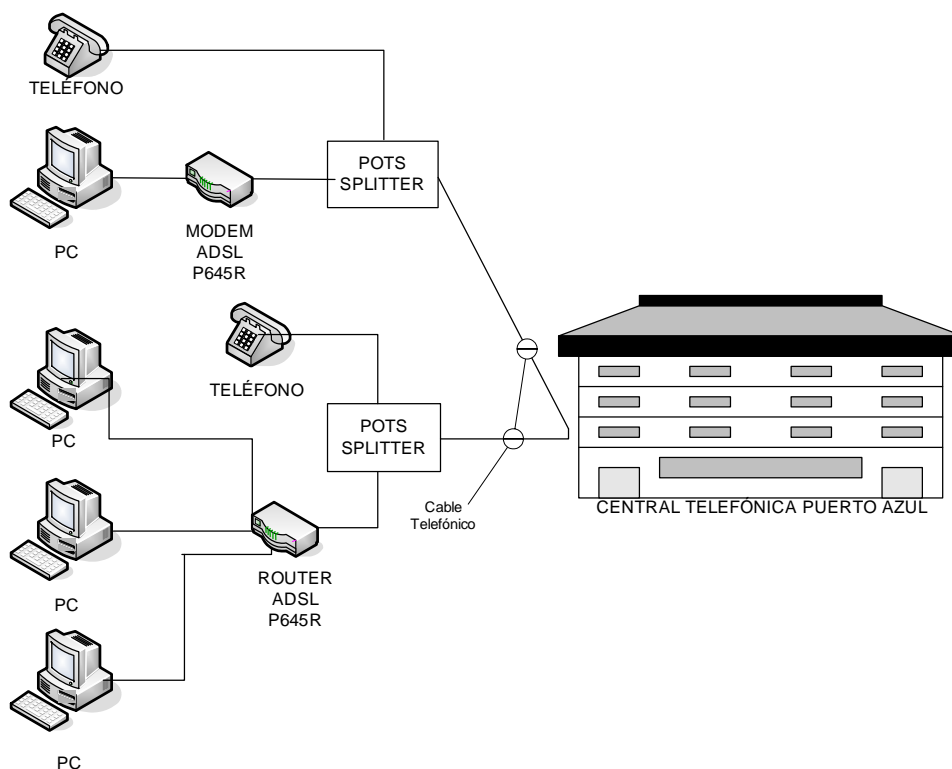 TELÉFONO
POTS
SPLITTER
PC
MODEM
ADSL
P645R
TELÉFONO
PC
POTS
SPLITTER
Cable
Telefónico
CENTRAL TELEFÓNICA PUERTO AZUL
ROUTER
ADSL
P645R
PC
PC